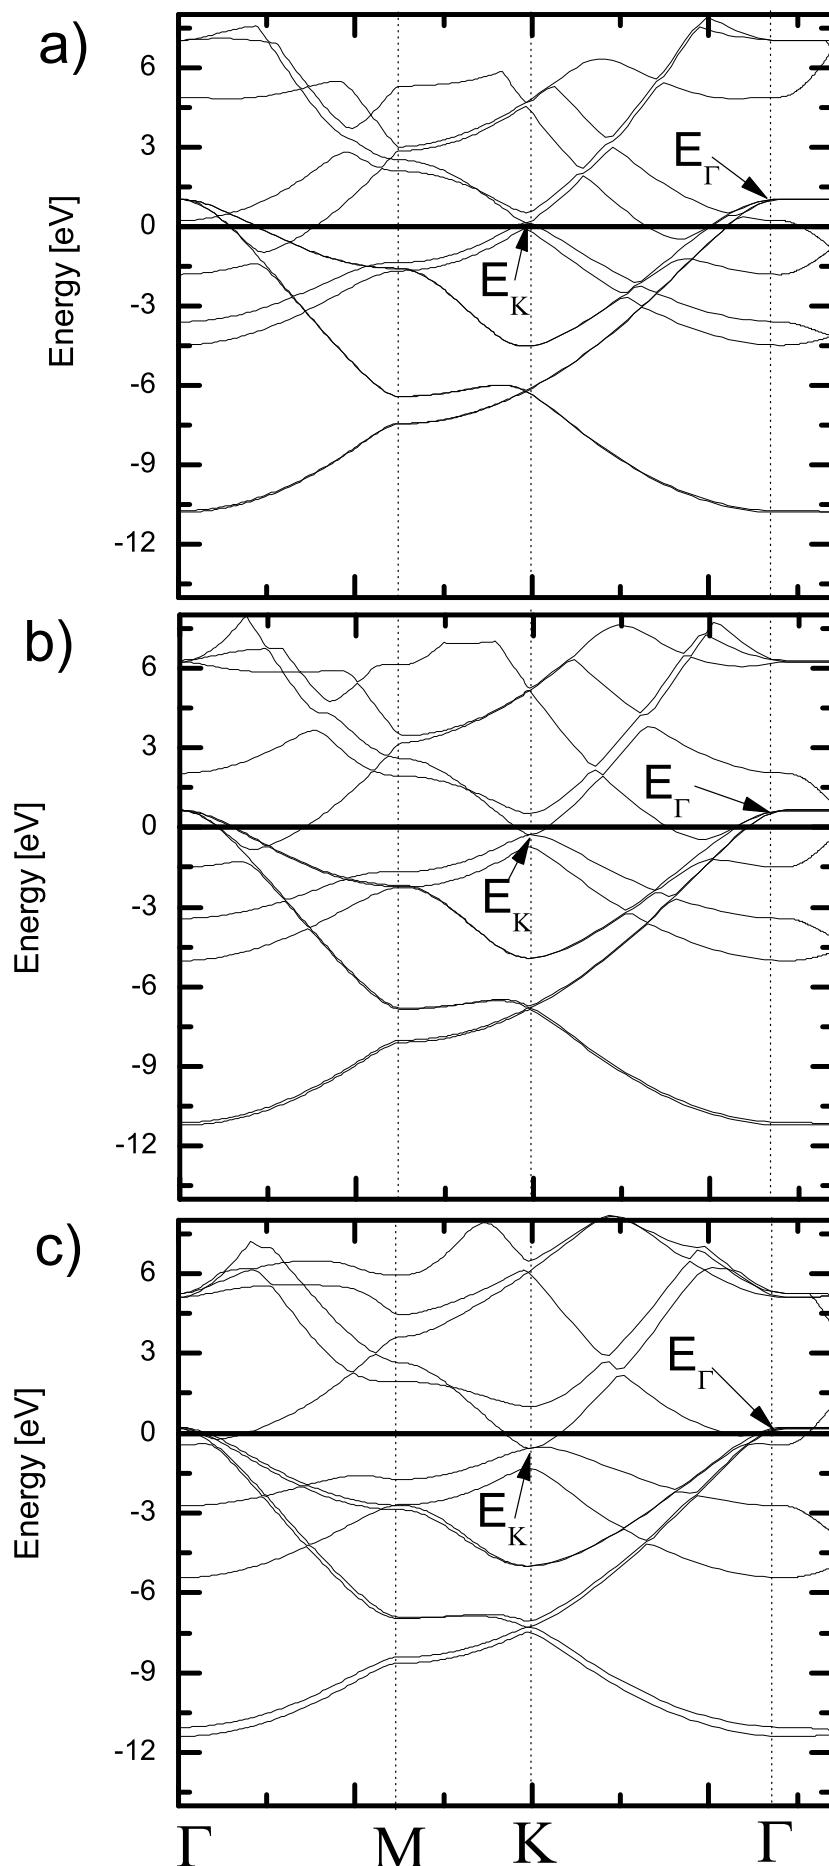 a)
6
3
0
-3
-6
-9
-12
Energy [eV]
E_Γ
E_K
b)
6
3
0
-3
-6
-9
-12
Energy [eV]
E_Γ
E_K
c)
6
3
0
-3
-6
-9
-12
Energy [eV]
E_Γ
E_K
Γ M K Γ